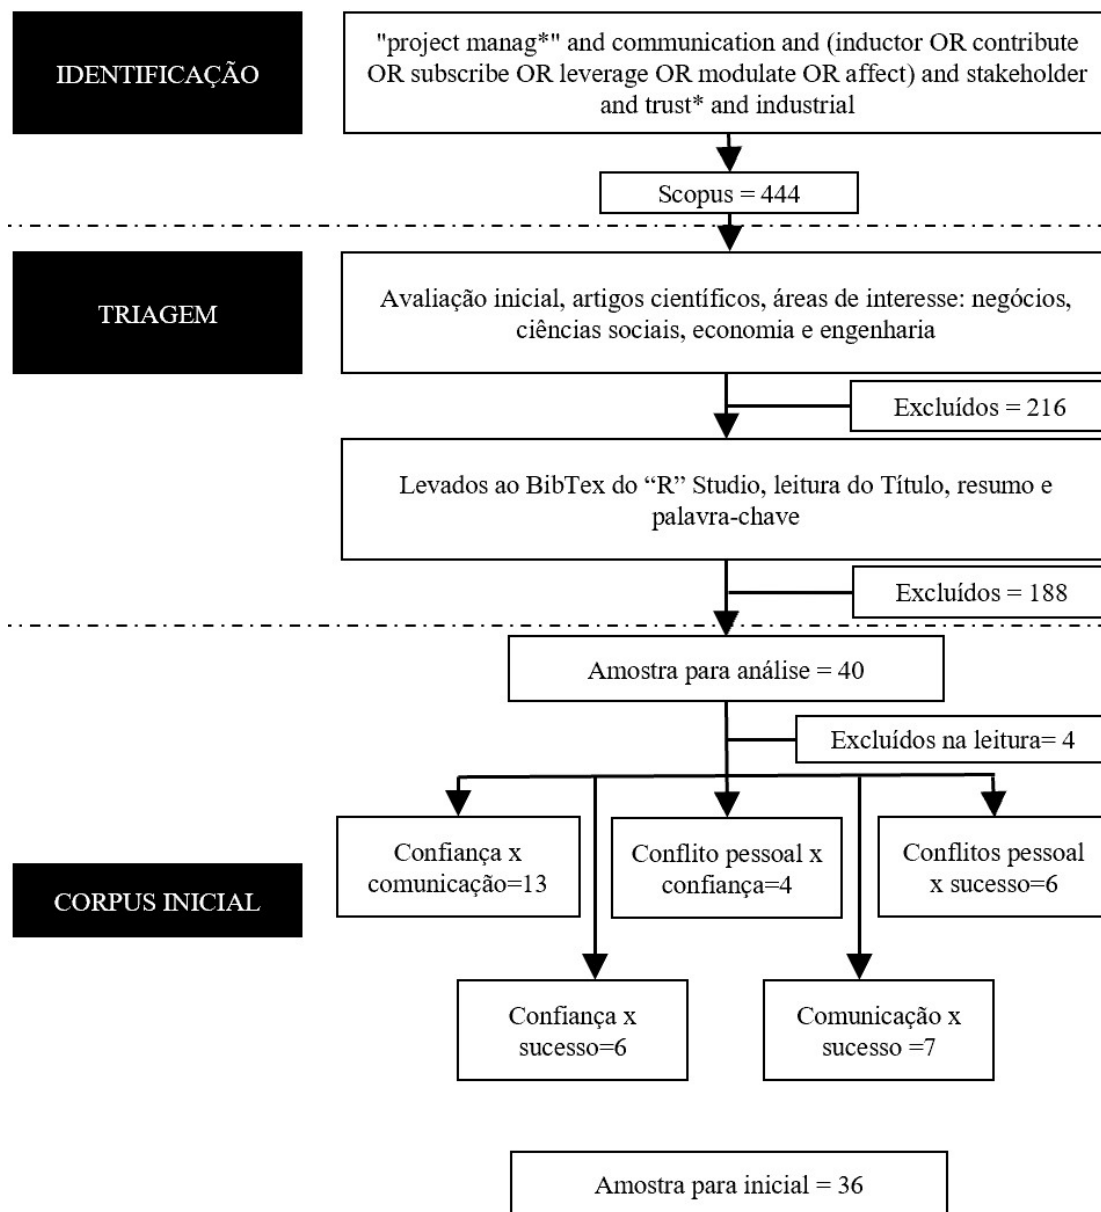 IDENTIFICAÇÃO
"project manag*" and communication and (inductor OR contribute
OR subscribe OR leverage OR modulate OR affect) and stakeholder
and trust* and industrial
Scopus = 444
TRIAGEM
Avaliação inicial, artigos científicos, áreas de interesse: negócios,
ciências sociais, economia e engenharia
Excluídos = 216
Levados ao BibTex do “R” Studio, leitura do Título, resumo e
palavra-chave
Excluídos = 188
Amostra para análise = 40
Excluídos na leitura= 4
CORPUS INICIAL
Confiança x
comunicação=13
Conflito pessoal x
confiança=4
Conflitos pessoal
x sucesso=6
Confiança x
sucesso=6
Comunicação x
sucesso =7
Amostra para inicial = 36